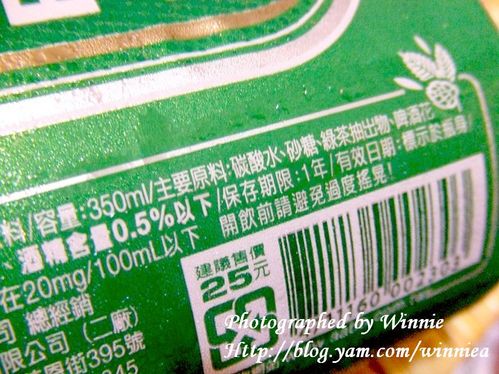 料/容量:350ml/主要原料:碳酸水、砂糖、綠茶抽出物、啤酒花
酒精含量0.5%以下/保存期限:1年/有效日期:標示於蓋底
在20mg/100mL以下 開飲前請避免過度搖晃!
司 總經銷
限公司(二廠)
街395號
建議售價
25元
Photographed by Winnie
Http://blog.yam.com/winniea